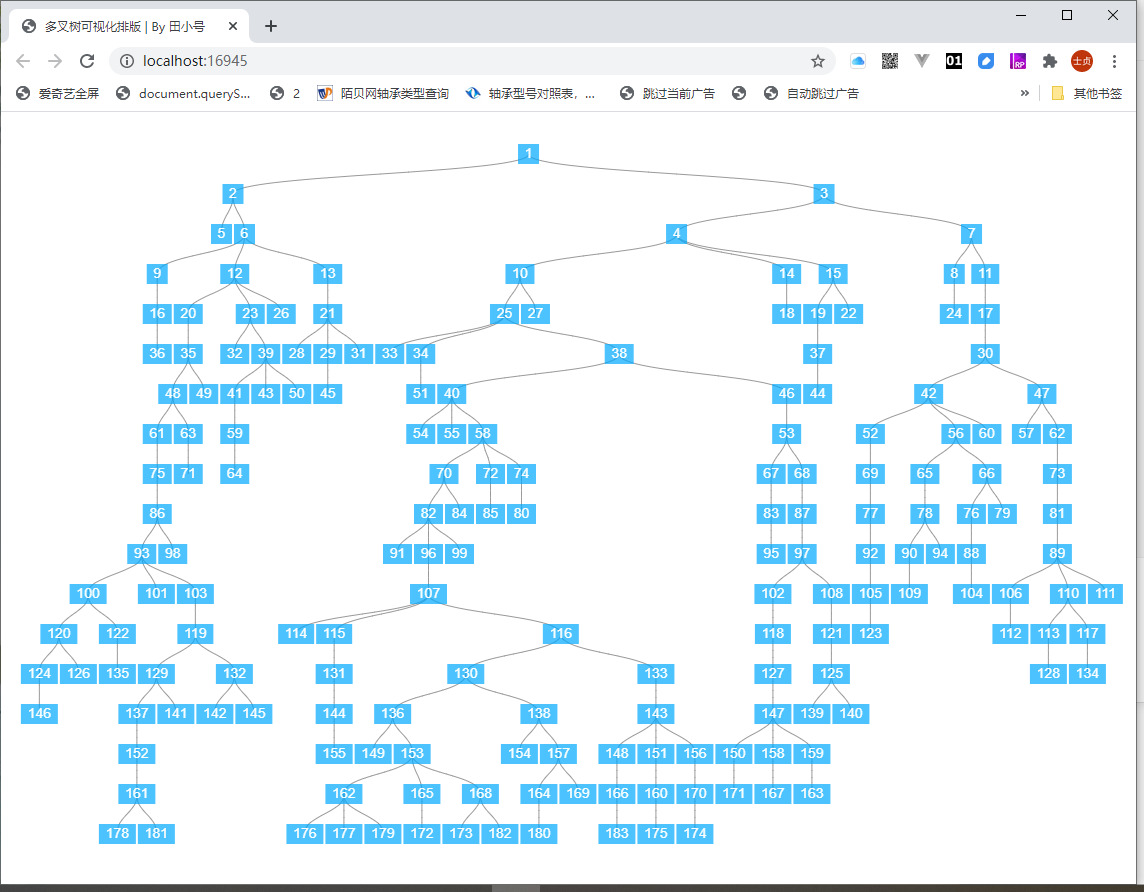 多叉树可视化排版 | By 田小号
localhost:16945
01
RP
士贞
爱奇艺全屏 document.queryS... 2 陌贝网轴承类型查询 轴承型号对照表，... 跳过当前广告 自动跳过广告 » 其他书签
1
2 3
5 6 4 7
9 12 13 10 14 15 8 11
16 20 23 26 21 25 27 18 19 22 24 17
36 35 32 39 28 29 31 33 34 38 37 30
48 49 41 43 50 45 51 40 46 44 42 47
61 63 59 54 55 58 53 52 56 60 57 62
75 71 64 70 72 74 67 68 69 65 66 73
86 82 84 85 80 83 87 77 78 76 79 81
93 98 91 96 99 95 97 92 90 94 88 89
100 101 103 107 102 108 105 109 104 106 110 111
120 122 119 114 115 116 118 121 123 112 113 117
124 126 135 129 132 131 130 133 127 125 128 134
146 137 141 142 145 144 136 138 143 147 139 140
152 155 149 153 154 157 148 151 156 150 158 159
161 162 165 168 164 169 166 160 170 171 167 163
178 181 176 177 179 172 173 182 180 183 175 174